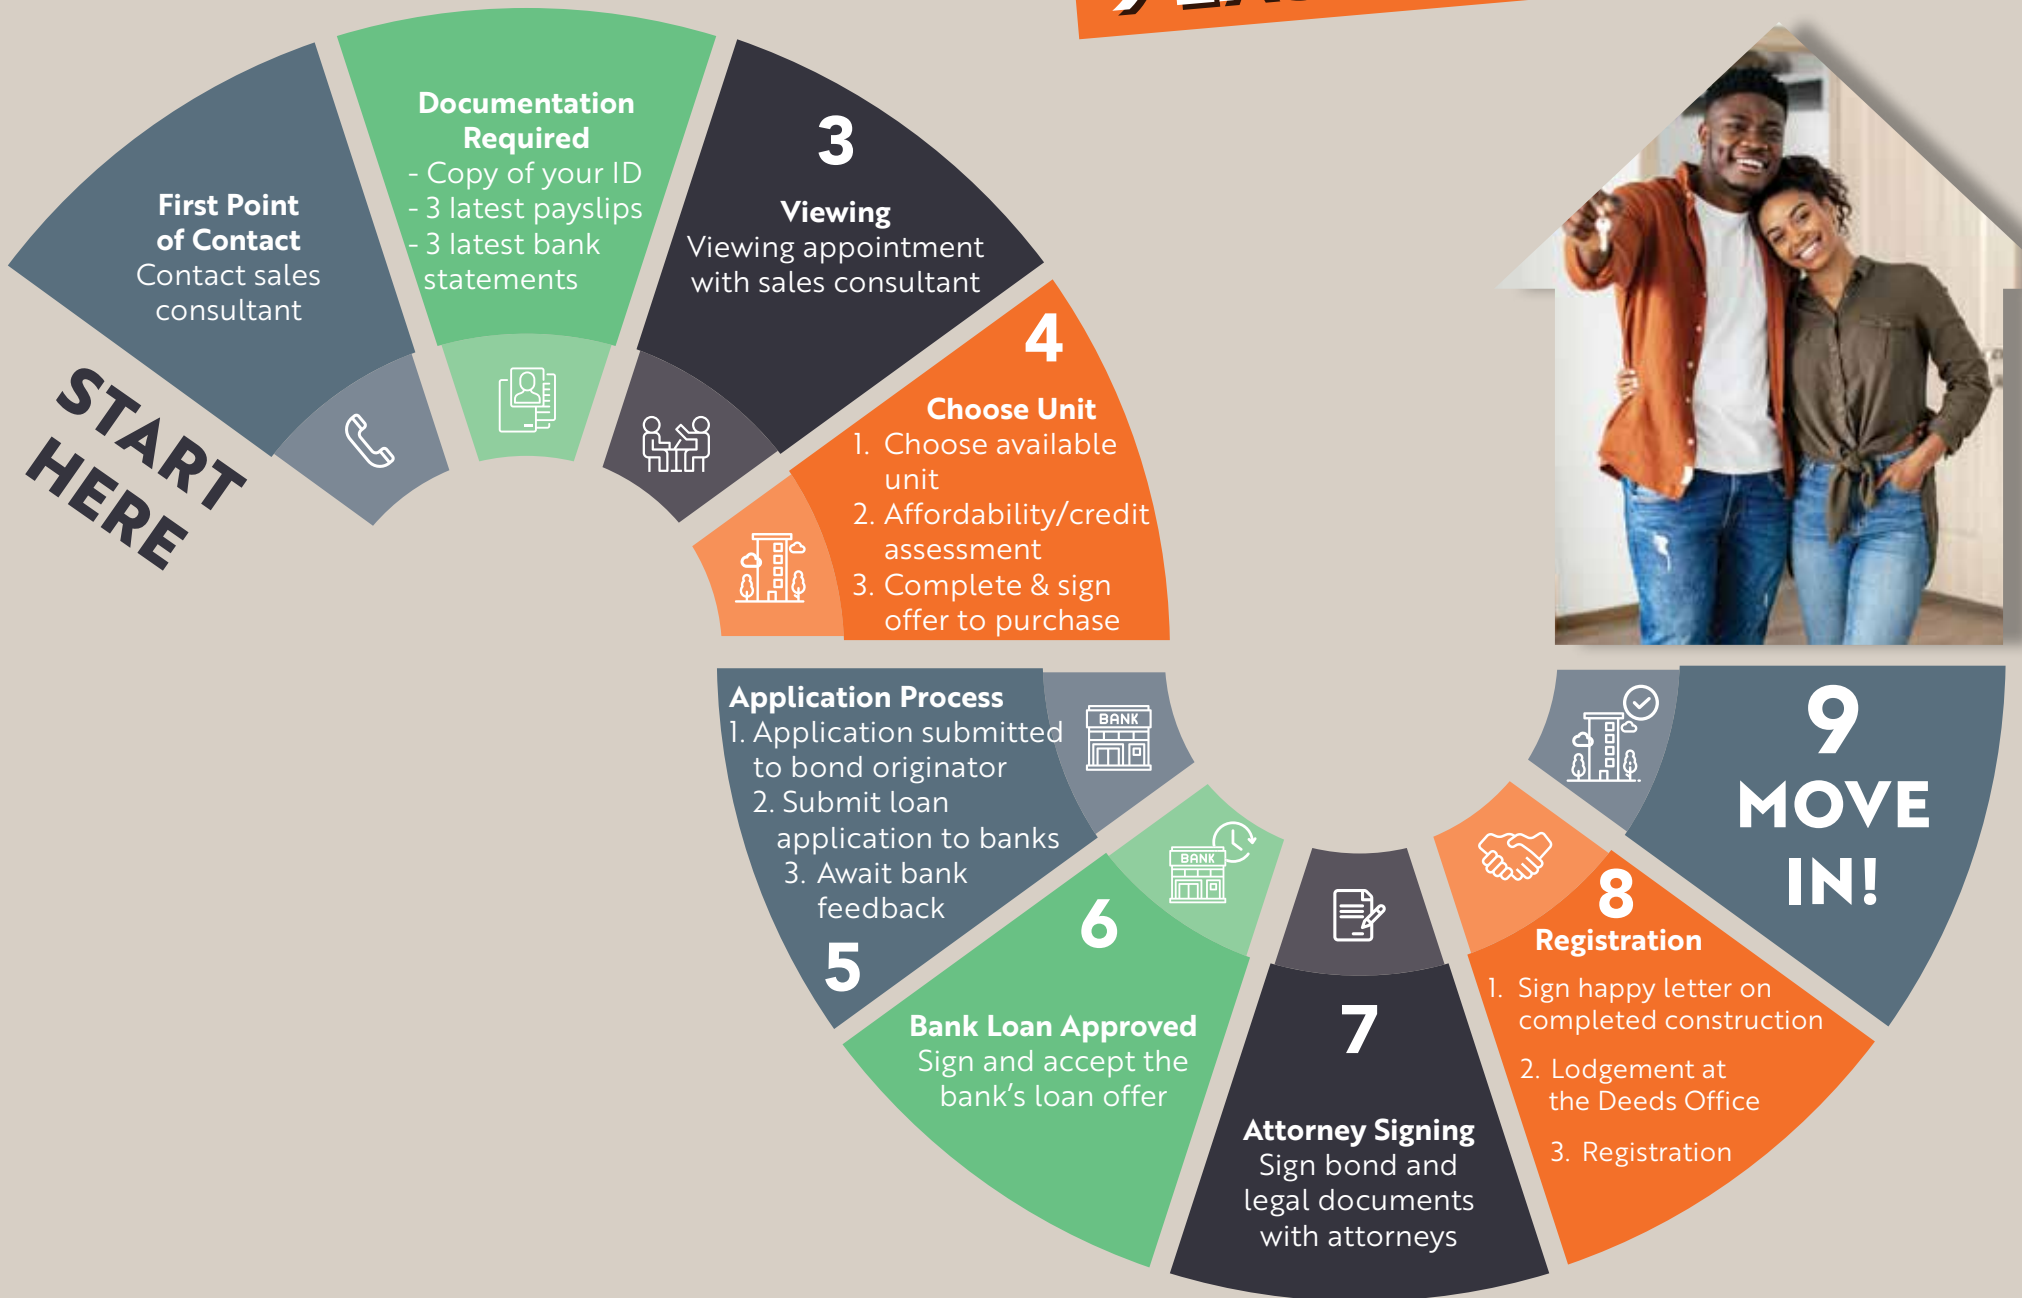 START
HERE
First Point
of Contact
Contact sales
consultant
Documentation
Required
- Copy of your ID
- 3 latest payslips
- 3 latest bank
statements
3
Viewing
Viewing appointment
with sales consultant
4
Choose Unit
1. Choose available
unit
2. Affordability/credit
assessment
3. Complete & sign
offer to purchase
Application Process
1. Application submitted
to bond originator
2. Submit loan
application to banks
3. Await bank
feedback
5
BANK
BANK
6
Bank Loan Approved
Sign and accept the
bank's loan offer
7
Attorney Signing
Sign bond and
legal documents
with attorneys
8
Registration
1. Sign happy letter on
completed construction
2. Lodgement at
the Deeds Office
3. Registration
9
MOVE
IN!